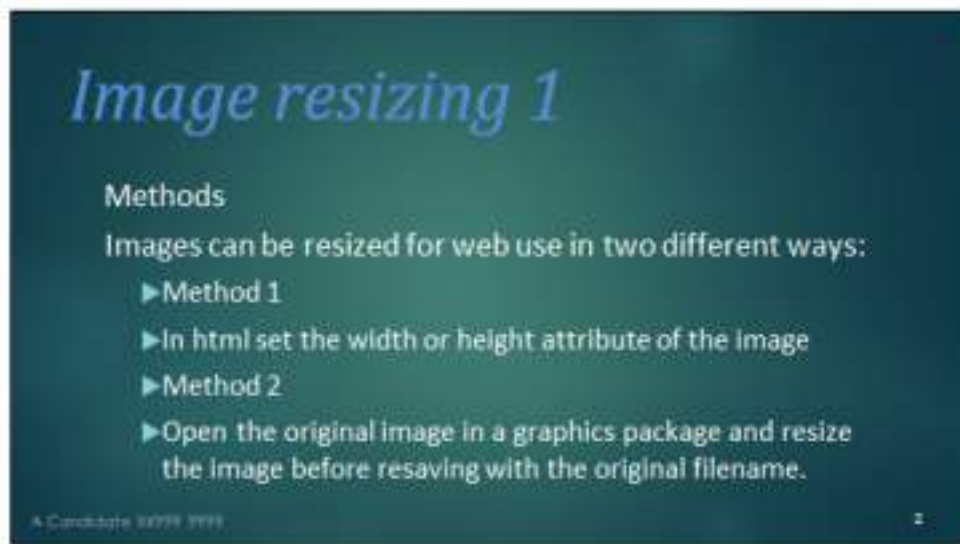 Image resizing 1
Methods
Images can be resized for web use in two different ways:
Method 1
In html set the width or height attribute of the image
Method 2
Open the original image in a graphics package and resize
the image before resaving with the original filename.
A Candidate
2